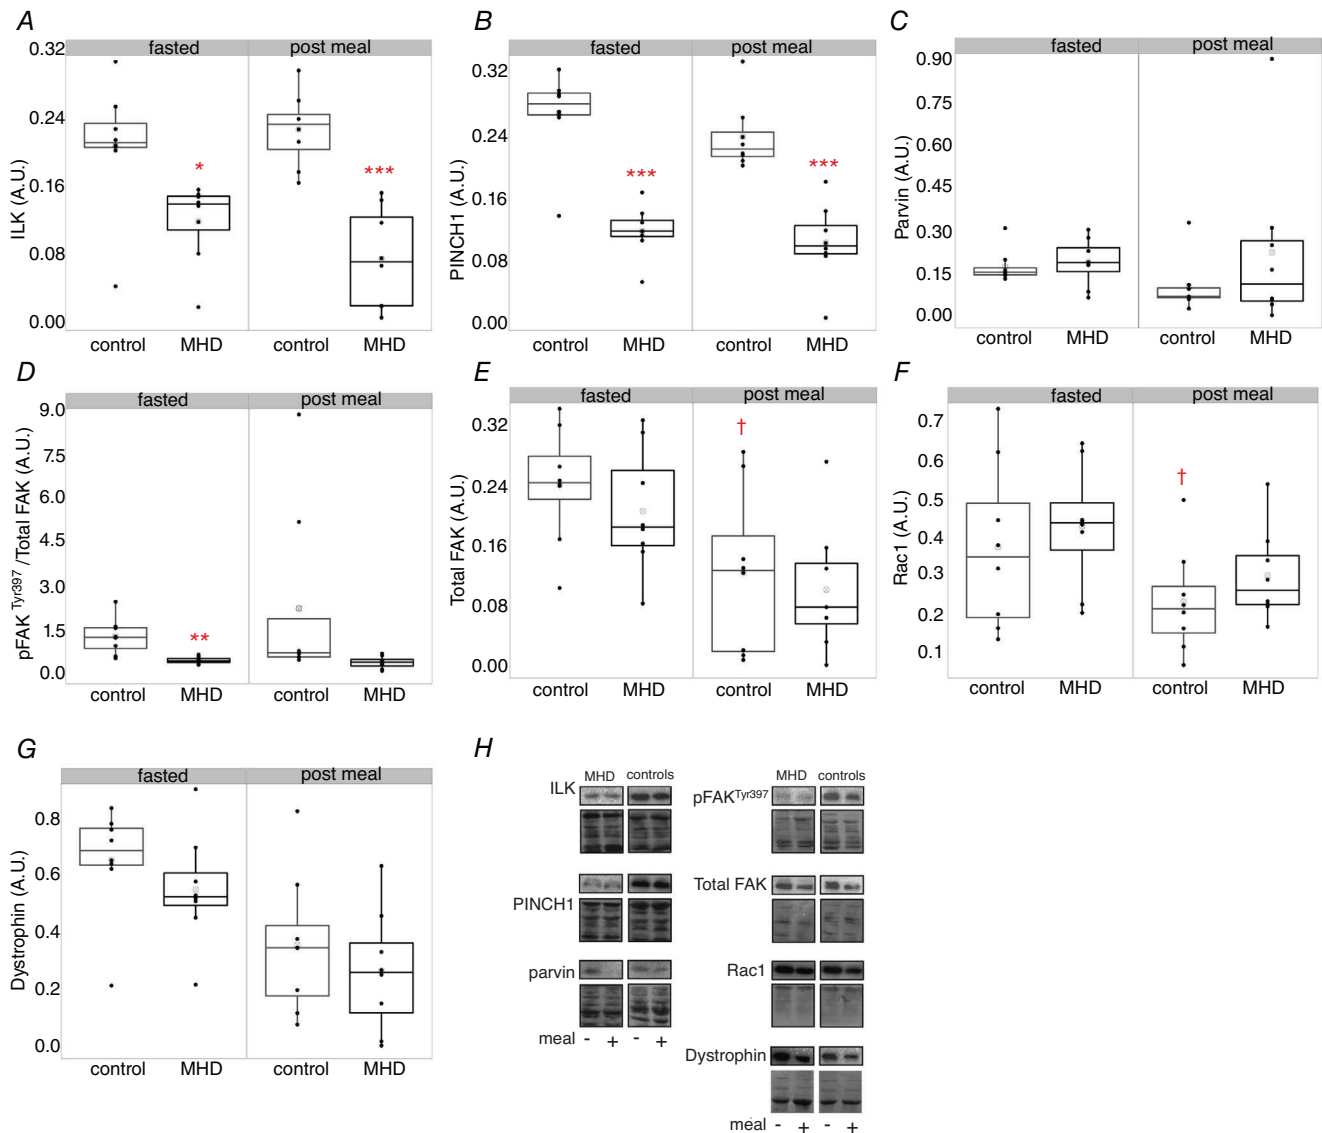 A
fasted
post meal
ILK (A.U.)
0.32
0.24
0.16
0.08
0.00
*
***
control
MHD
control
MHD
B
fasted
post meal
PINCH1 (A.U.)
0.32
0.24
0.16
0.08
0.00
***
***
control
MHD
control
MHD
C
fasted
post meal
Parvin (A.U.)
0.90
0.75
0.60
0.45
0.30
0.15
0.00
control
MHD
control
MHD
D
fasted
post meal
pFAK Tyr397 /Total FAK (A.U.)
9.0
7.5
6.0
4.5
3.0
1.5
0.0
**
control
MHD
control
MHD
E
fasted
post meal
Total FAK (A.U.)
0.32
0.24
0.16
0.08
0.00
†
control
MHD
control
MHD
F
fasted
post meal
Rac1 (A.U.)
0.7
0.6
0.5
0.4
0.3
0.2
0.1
†
control
MHD
control
MHD
G
fasted
post meal
Dystrophin (A.U.)
0.8
0.6
0.4
0.2
0.0
control
MHD
control
MHD
H
MHD controls
ILK
PINCH1
parvin
meal - + - +
MHD controls
pFAKTyr397
Total FAK
Rac1
Dystrophin
meal - + - +